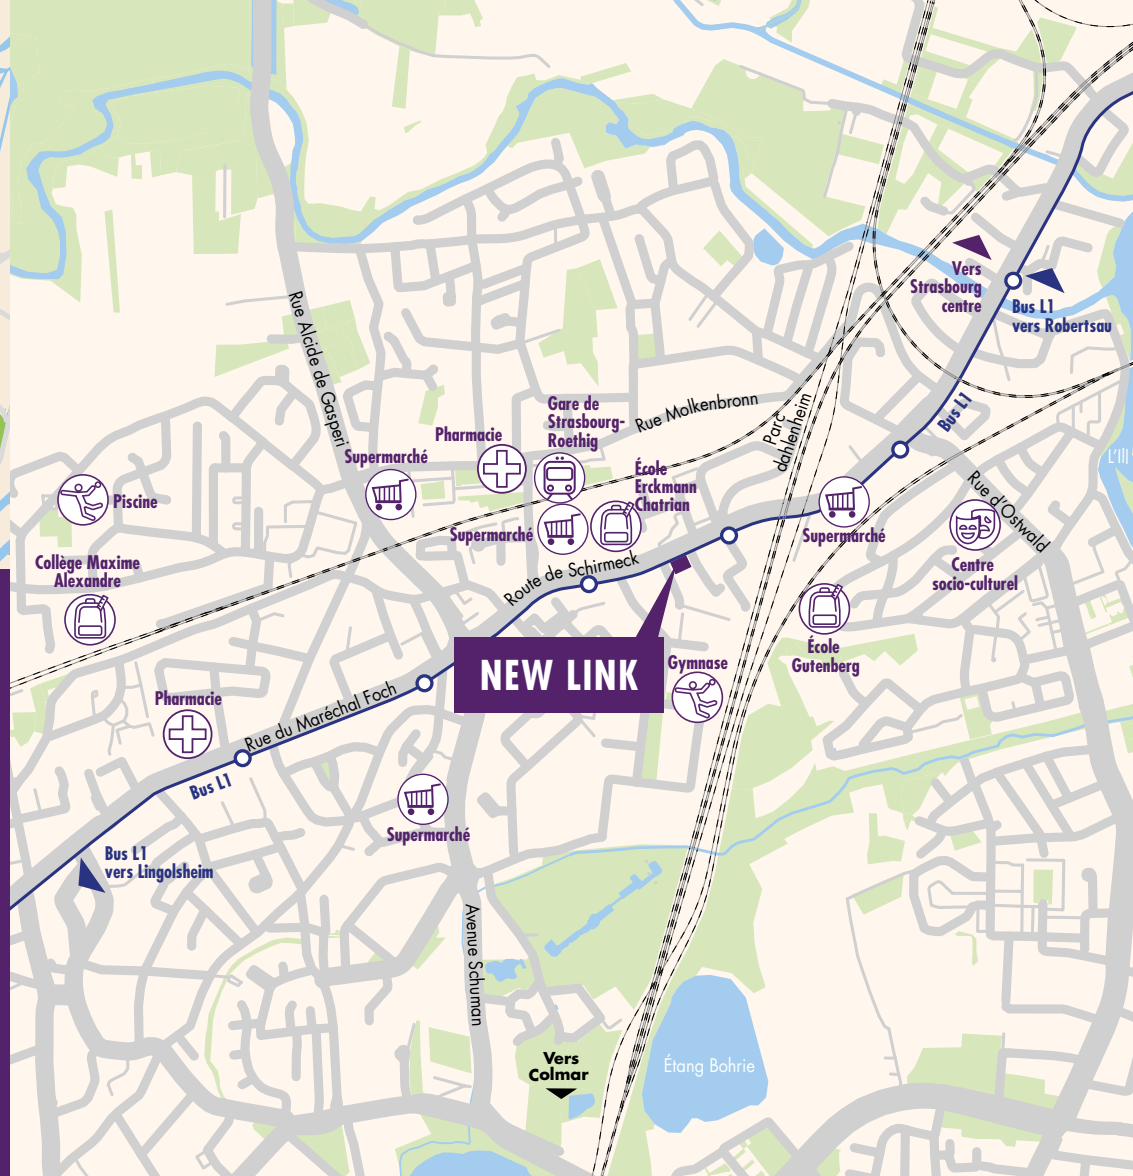 Vers
Strasbourg
centre
Bus L1
vers Robertsau
Rue Alcide de Gasperi
Gare de
Strasbourg-
Roethig
Rue Molkenbronn
Parc
dahlenheim
Bus L1
Pharmacie
Supermarché
École
Erckmann
Chatrian
L'Ill
Rue d'Ostwald
Piscine
Supermarché
Supermarché
Collège Maxime
Alexandre
Route de Schirmeck
Centre
socio-culturel
École
Gutenberg
NEW LINK
Gymnase
Pharmacie
Rue du Maréchal Foch
Bus L1
Supermarché
Bus L1
vers Lingolsheim
Avenue Schuman
Vers
Colmar
Étang Bohrie